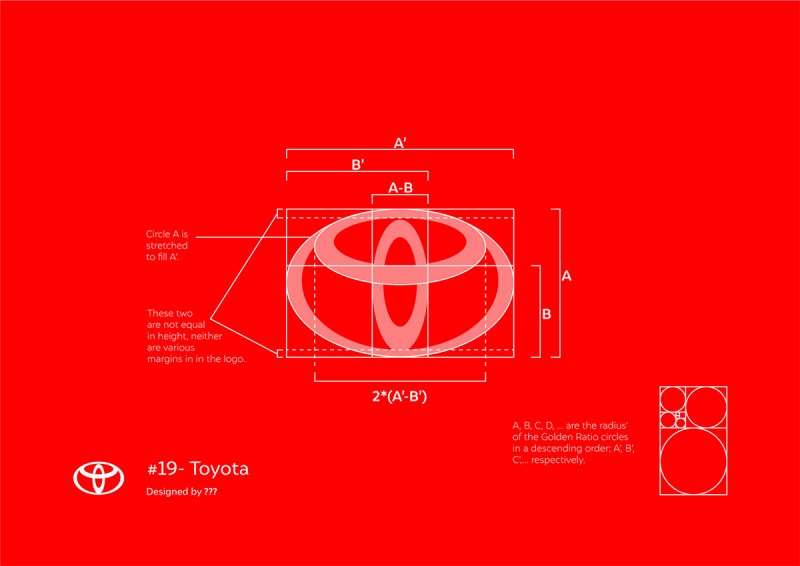 A'
B'
A-B
Circle A is
stretched
to fill A'.
A
These two
are not equal
in height, neither
are various
margins in in the logo.
B
2*(A'-B')
A, B, C, D, ... are the radius'
of the Golden Ratio circles
in a descending order; A', B',
C',... respectively.
#19- Toyota
Designed by ???